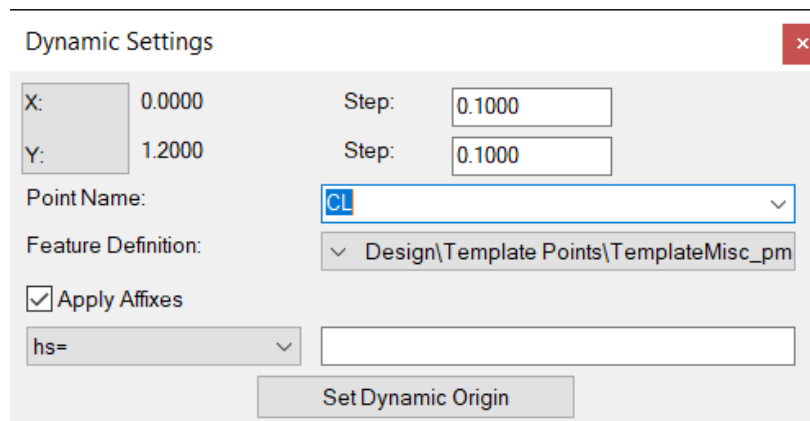 Dynamic Settings
X: 0.0000 Step: 0.1000
Y: 1.2000 Step: 0.1000
Point Name: CL
Feature Definition: Design\Template Points\TemplateMisc_pm
Apply Affixes
hs=
Set Dynamic Origin